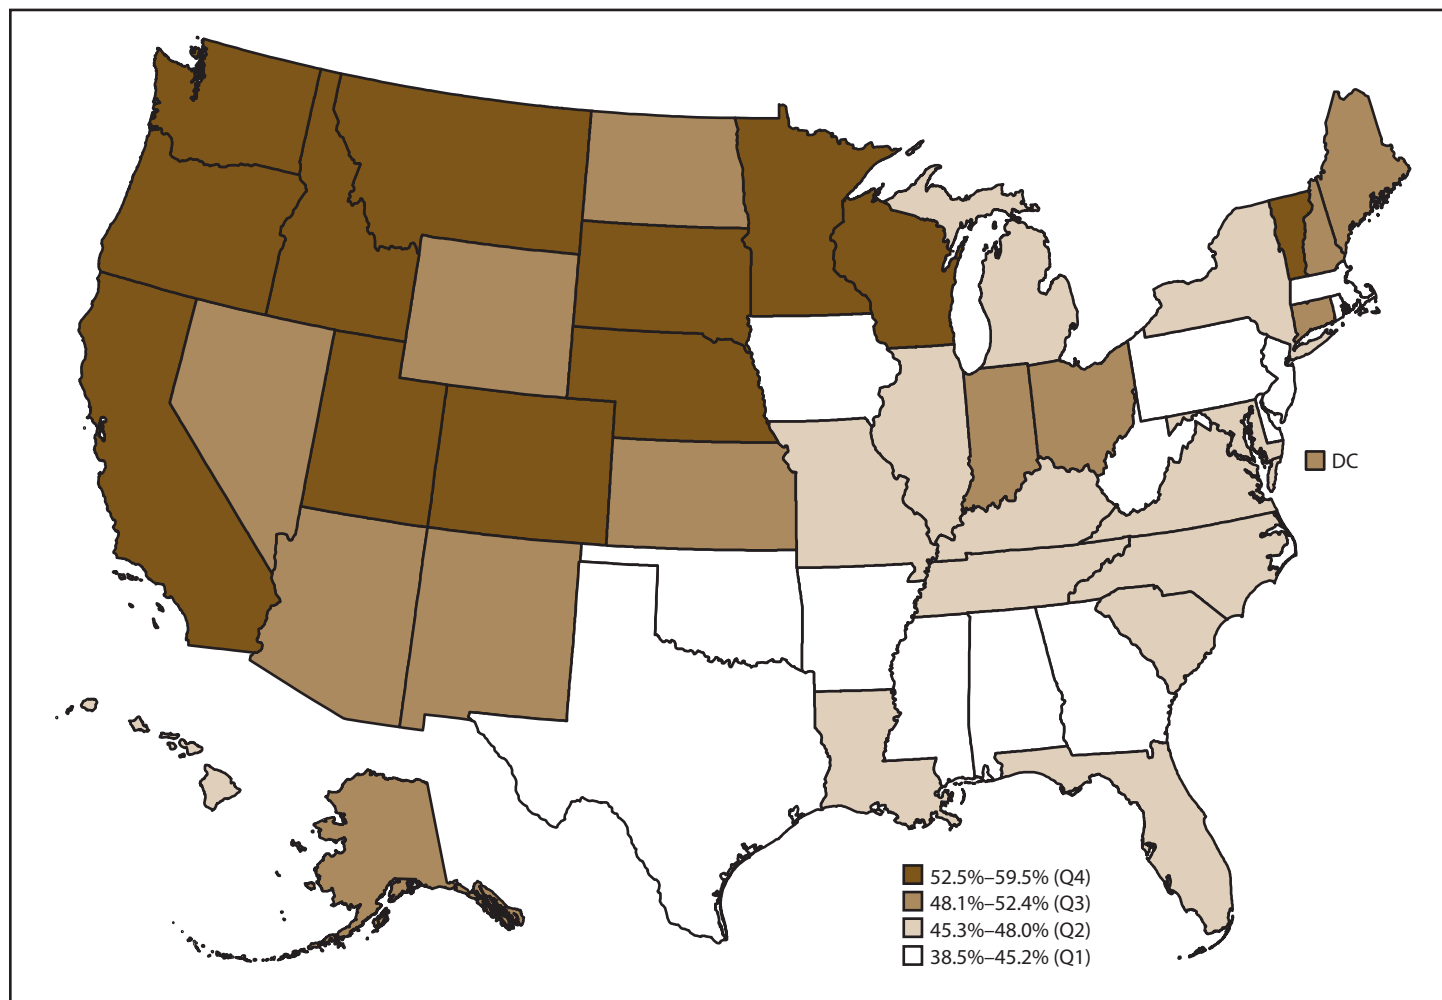 DC
52.5%–59.5% (Q4)
48.1%–52.4% (Q3)
45.3%–48.0% (Q2)
38.5%–45.2% (Q1)